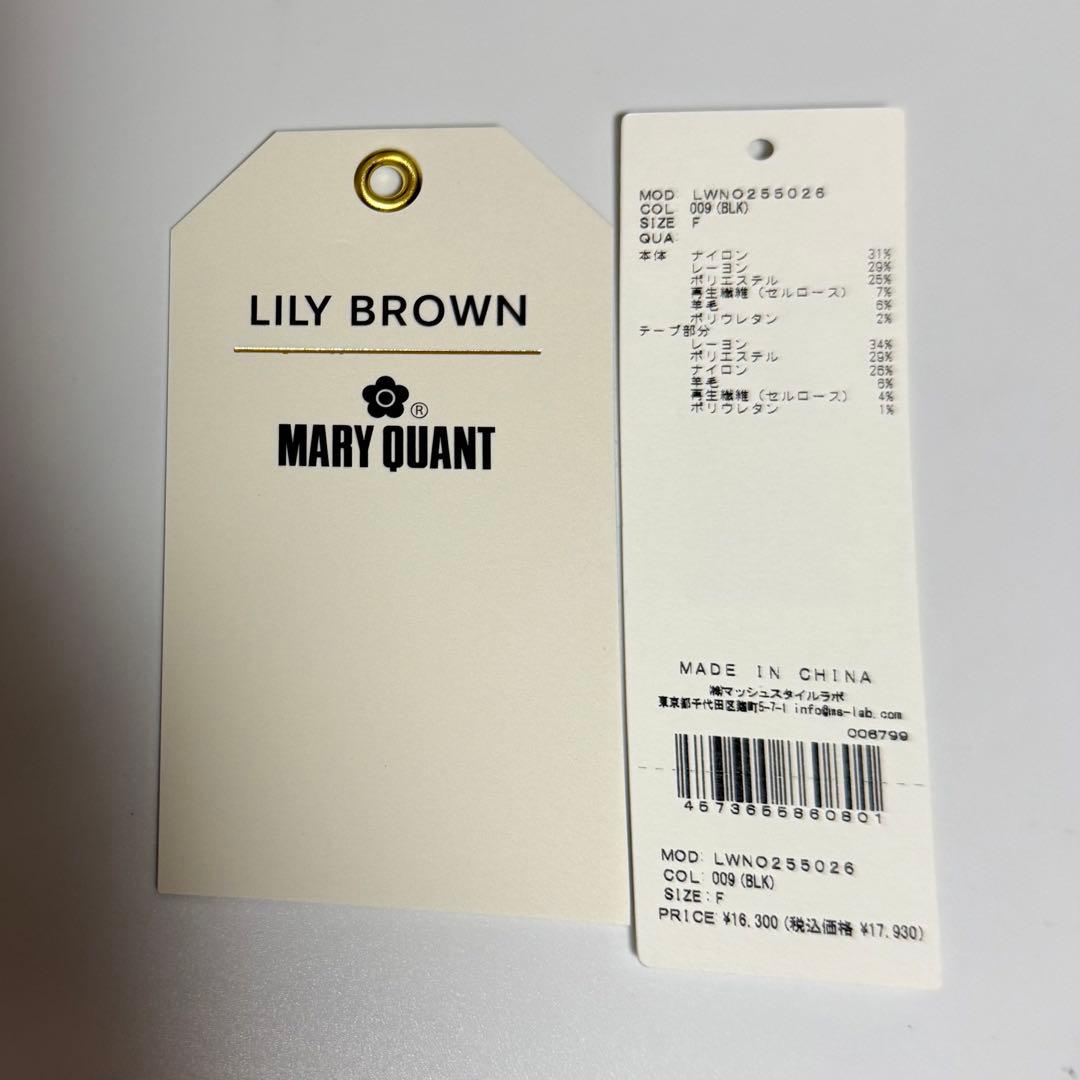 LILY BROWN
®
MARY QUANT
MOD LWNO255026
COL 009(BLK)
SIZE F
QUA
本体 ナイロン 31%
レーヨン 29%
ポリエステル 25%
再生繊維(セルロース) 7%
羊毛 6%
ポリウレタン 2%
テープ部分
レーヨン 34%
ポリエステル 29%
ナイロン 26%
羊毛 6%
再生繊維(セルロース) 4%
ポリウレタン 1%
MADE IN CHINA
㈱マッシュスタイルラボ
東京都千代田区麹町5-7-1 info@ms-lab.com
006799
4573655860801
MOD: LWNO255026
COL: 009(BLK)
SIZE: F
PRICE ¥16.300(税込価格 ¥17.930)